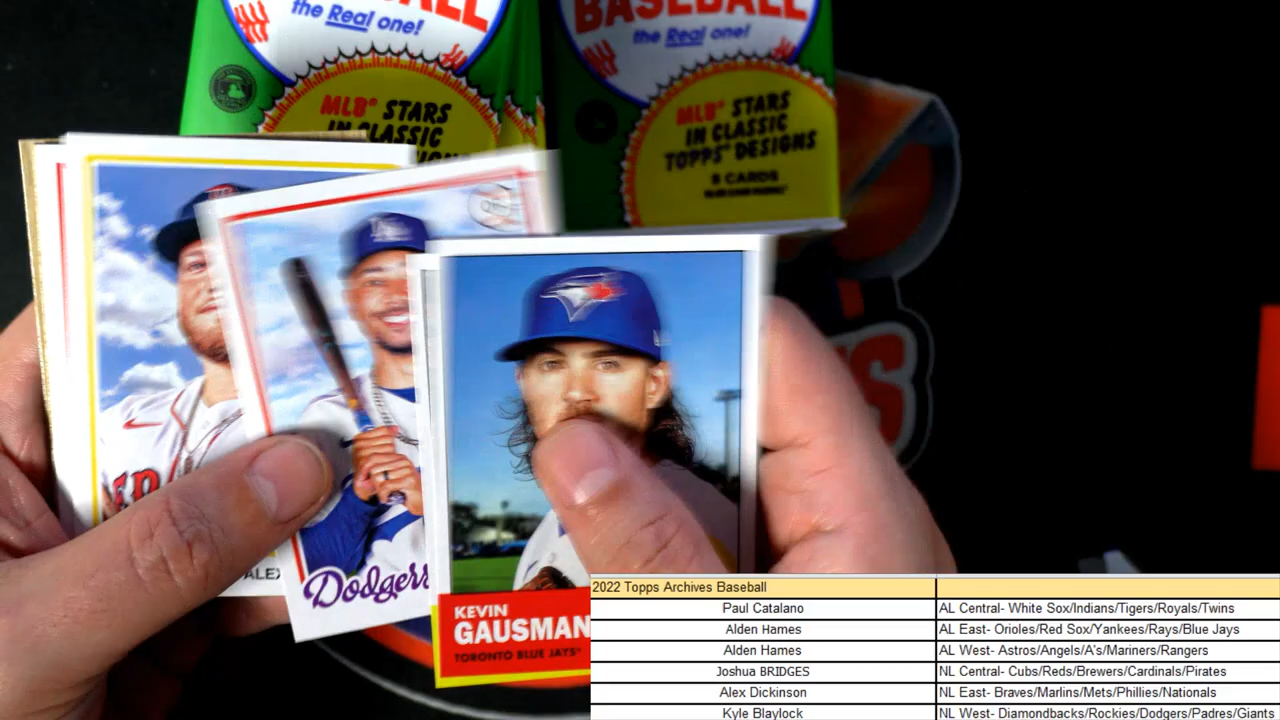 BASEBALL
the Real one!
the Real one!
MLB® STARS
IN CLASSIC
MLB® STARS
IN CLASSIC
TOPPS® DESIGNS
8 CARDS
LA
ALEX
Dodgers
KEVIN
GAUSMAN
TORONTO BLUE JAYS®
2022 Topps Archives Baseball
Paul Catalano AL Central- White Sox/Indians/Tigers/Royals/Twins
Alden Hames AL East- Orioles/Red Sox/Yankees/Rays/Blue Jays
Alden Hames AL West- Astros/Angels/A's/Mariners/Rangers
Joshua BRIDGES NL Central- Cubs/Reds/Brewers/Cardinals/Pirates
Alex Dickinson NL East- Braves/Marlins/Mets/Phillies/Nationals
Kyle Blaylock NL West- Diamondbacks/Rockies/Dodgers/Padres/Giants